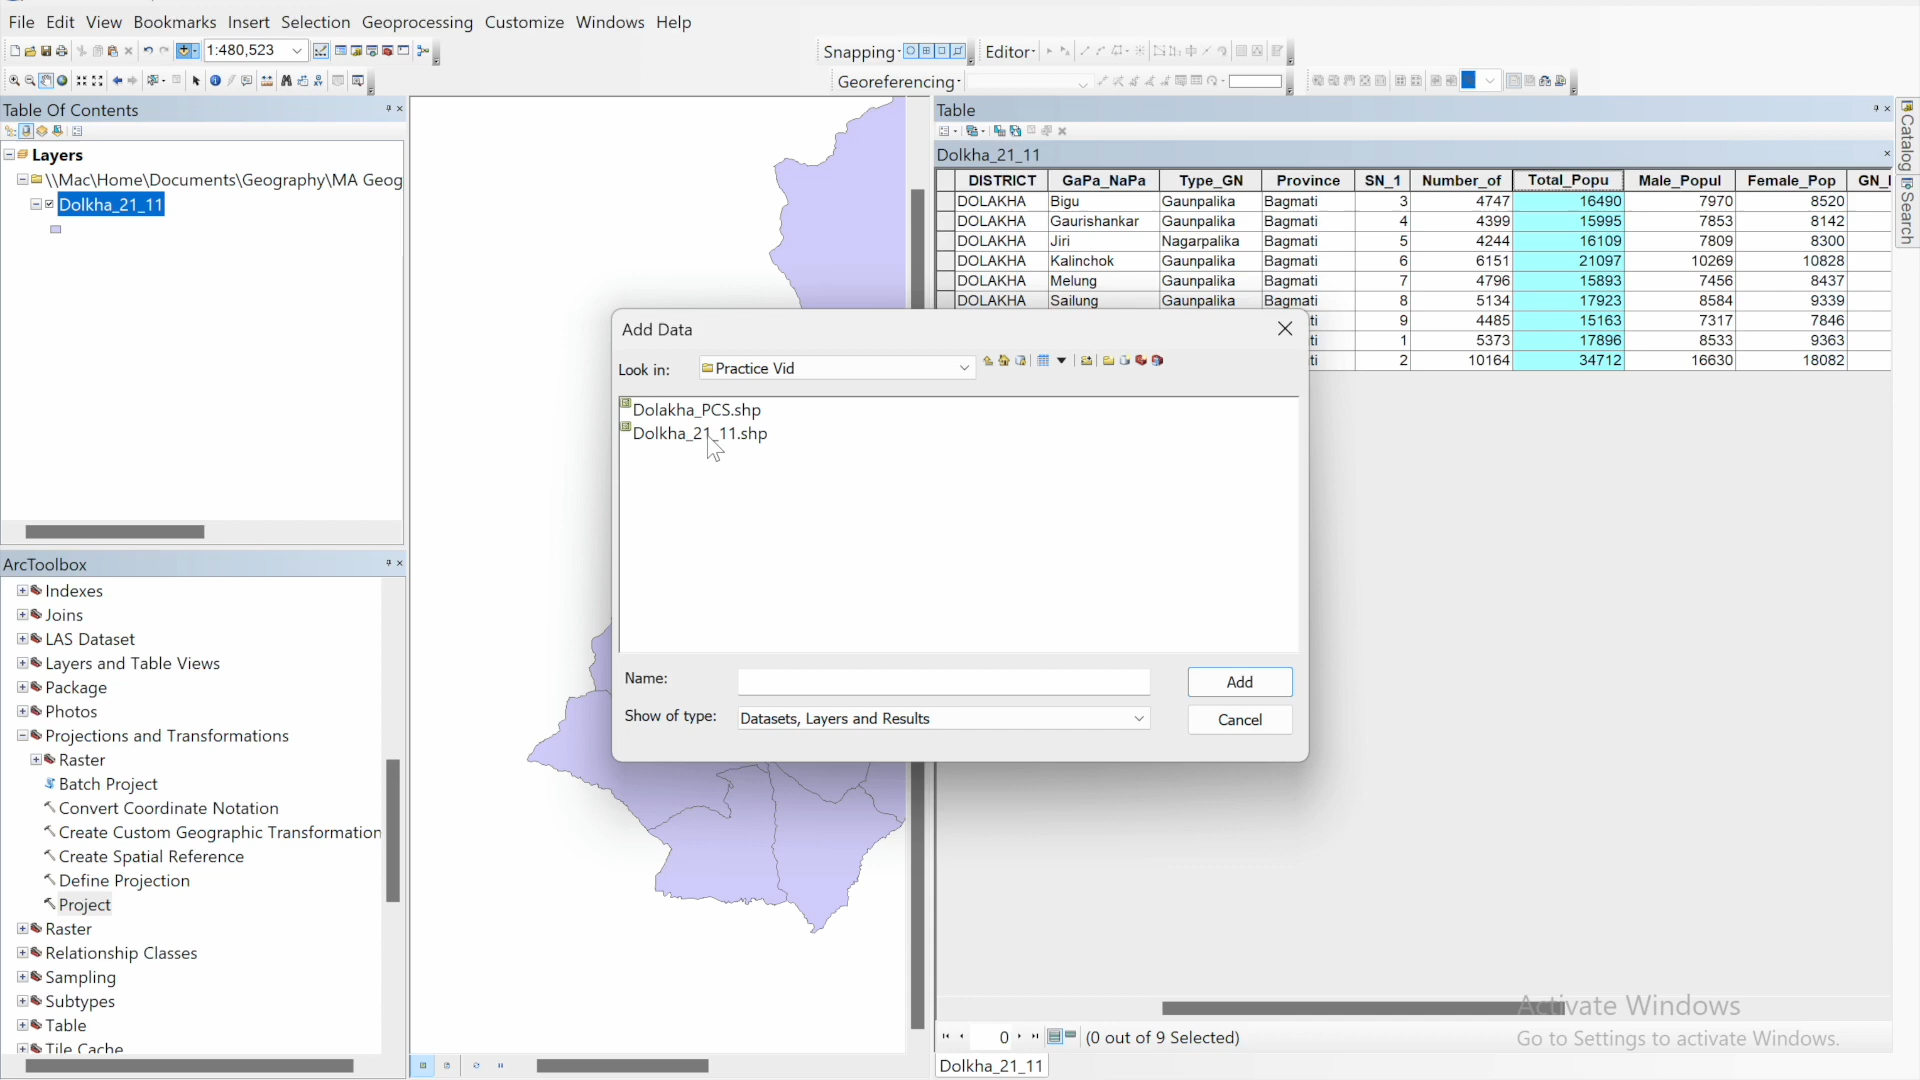 File Edit View Bookmarks Insert Selection Geoprocessing Customize Windows Help
1:480,523
Snapping Editor
Georeferencing
Table Of Contents
Layers
\\Mac\Home\Documents\Geography\MA Geog
Dolkha_21_11
ArcToolbox
Indexes
Joins
LAS Dataset
Layers and Table Views
Package
Photos
Projections and Transformations
Raster
Batch Project
Convert Coordinate Notation
Create Custom Geographic Transformation
Create Spatial Reference
Define Projection
Project
Raster
Relationship Classes
Sampling
Subtypes
Table
Tile Cache
Table
Dolkha_21_11
DISTRICT GaPa_NaPa Type_GN Province SN_1 Number_of Total_Popu Male_Popul Female_Pop
DOLAKHA Bigu Gaunpalika Bagmati 3 4747 16490 7970 8520
DOLAKHA Gaurishankar Gaunpalika Bagmati 4 4399 15995 7853 8142
DOLAKHA Jiri Nagarpalika Bagmati 5 4244 16109 7809 8300
DOLAKHA Kalinchok Gaunpalika Bagmati 6 6151 21097 10269 10828
DOLAKHA Melung Gaunpalika Bagmati 7 4796 15893 7456 8437
DOLAKHA Sailung Gaunpalika Bagmati 8 5134 17923 8584 9339
ti 9 4485 15163 7317 7846
ti 1 5373 17896 8533 9363
ti 2 10164 34712 16630 18082
Catalog
Search
Add Data
Look in: Practice Vid
Dolakha_PCS.shp
Dolkha_21_11.shp
Name:
Add
Show of type: Datasets, Layers and Results
Cancel
0 (0 out of 9 Selected)
Dolkha_21_11
Activate Windows
Go to Settings to activate Windows.